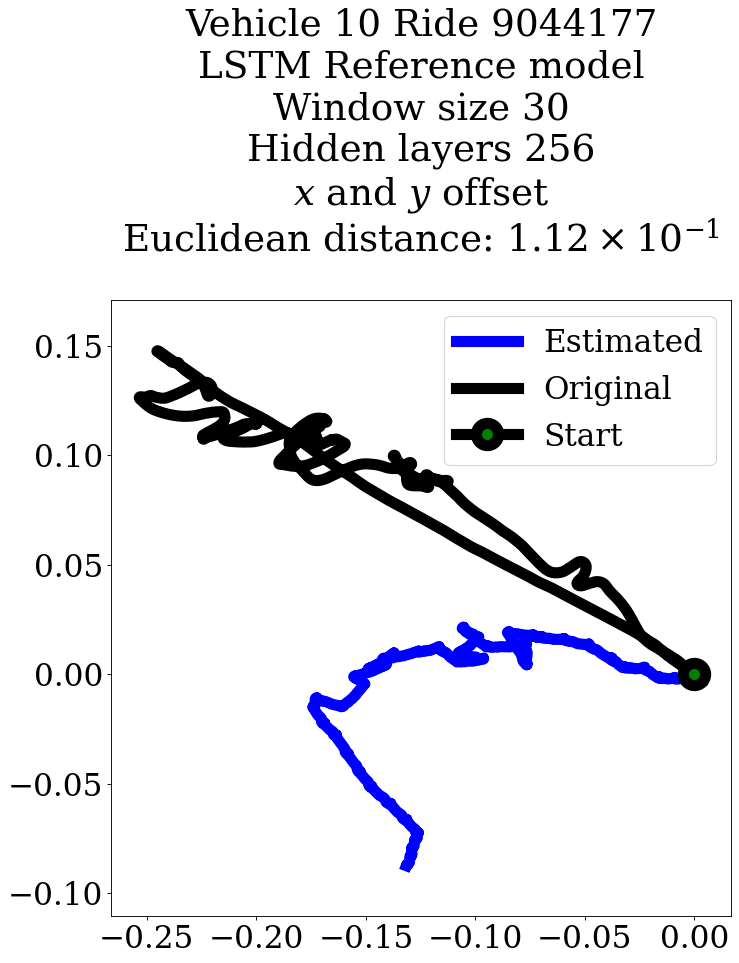 Vehicle 10 Ride 9044177
LSTM Reference model
Window size 30
Hidden layers 256
x and y offset
Euclidean distance: 1.12 × 10⁻¹
Estimated
Original
Start
0.15
0.10
0.05
0.00
−0.05
−0.10
−0.25 −0.20 −0.15 −0.10 −0.05 0.00